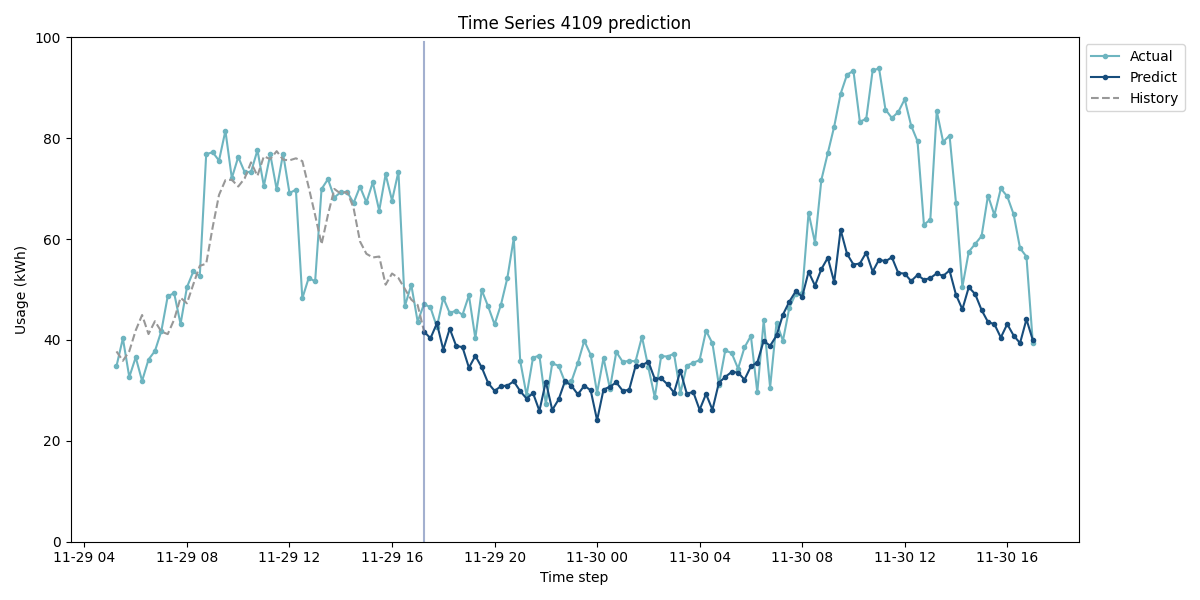 Time Series 4109 prediction
Actual
Predict
History
Usage (kWh)
100
80
60
40
20
0
11-29 04
11-29 08
11-29 12
11-29 16
11-29 20
11-30 00
11-30 04
11-30 08
11-30 12
11-30 16
Time step